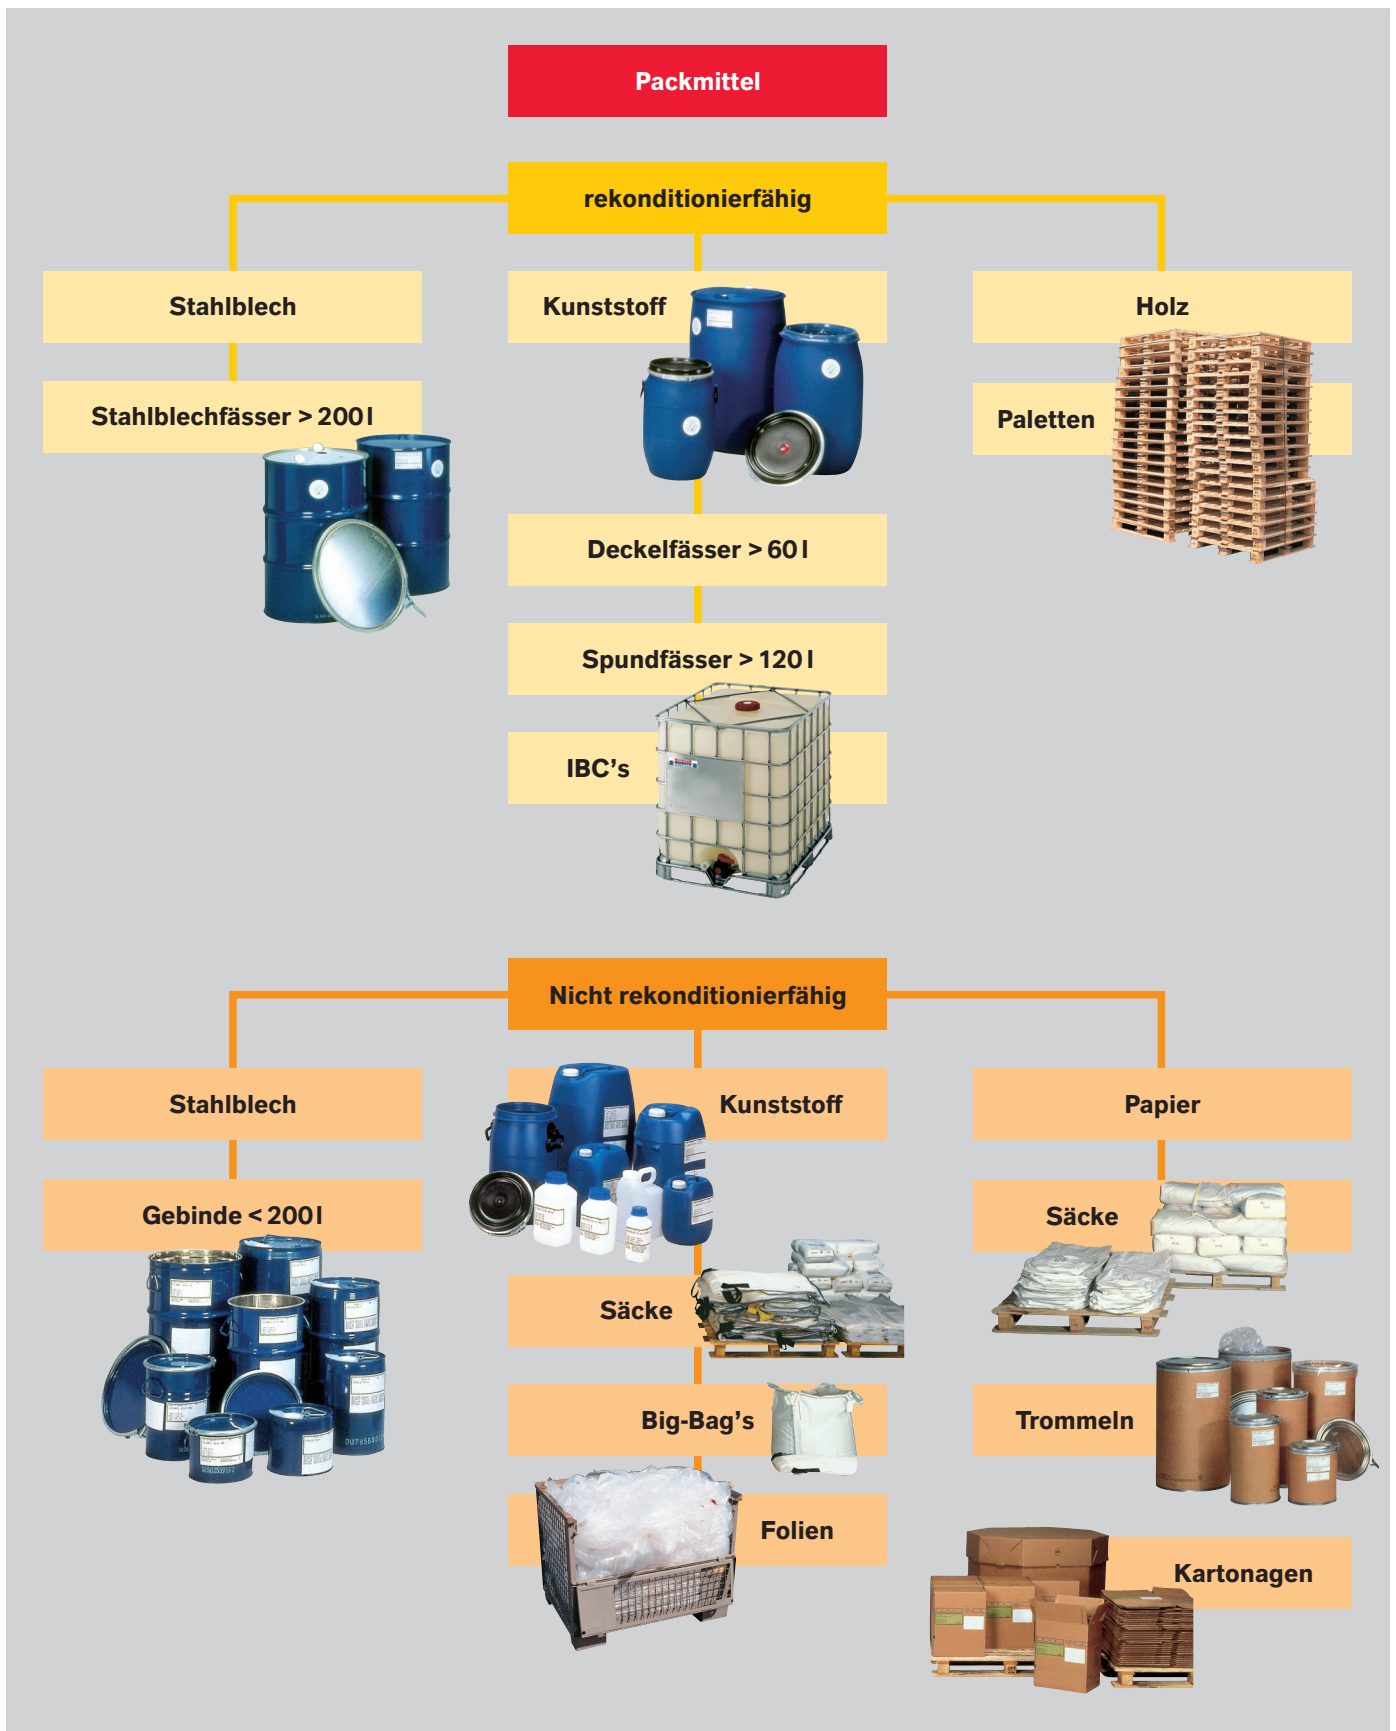 Packmittel
rekonditionierfähig
Stahlblech
Kunststoff
Holz
Stahlblechfässer > 200 l
Paletten
Deckelfässer > 60 l
Spundfässer > 120 l
IBC’s
Nicht rekonditionierfähig
Stahlblech
Kunststoff
Papier
Gebinde < 200 l
Säcke
Säcke
Big-Bag’s
Trommeln
Folien
Kartonagen